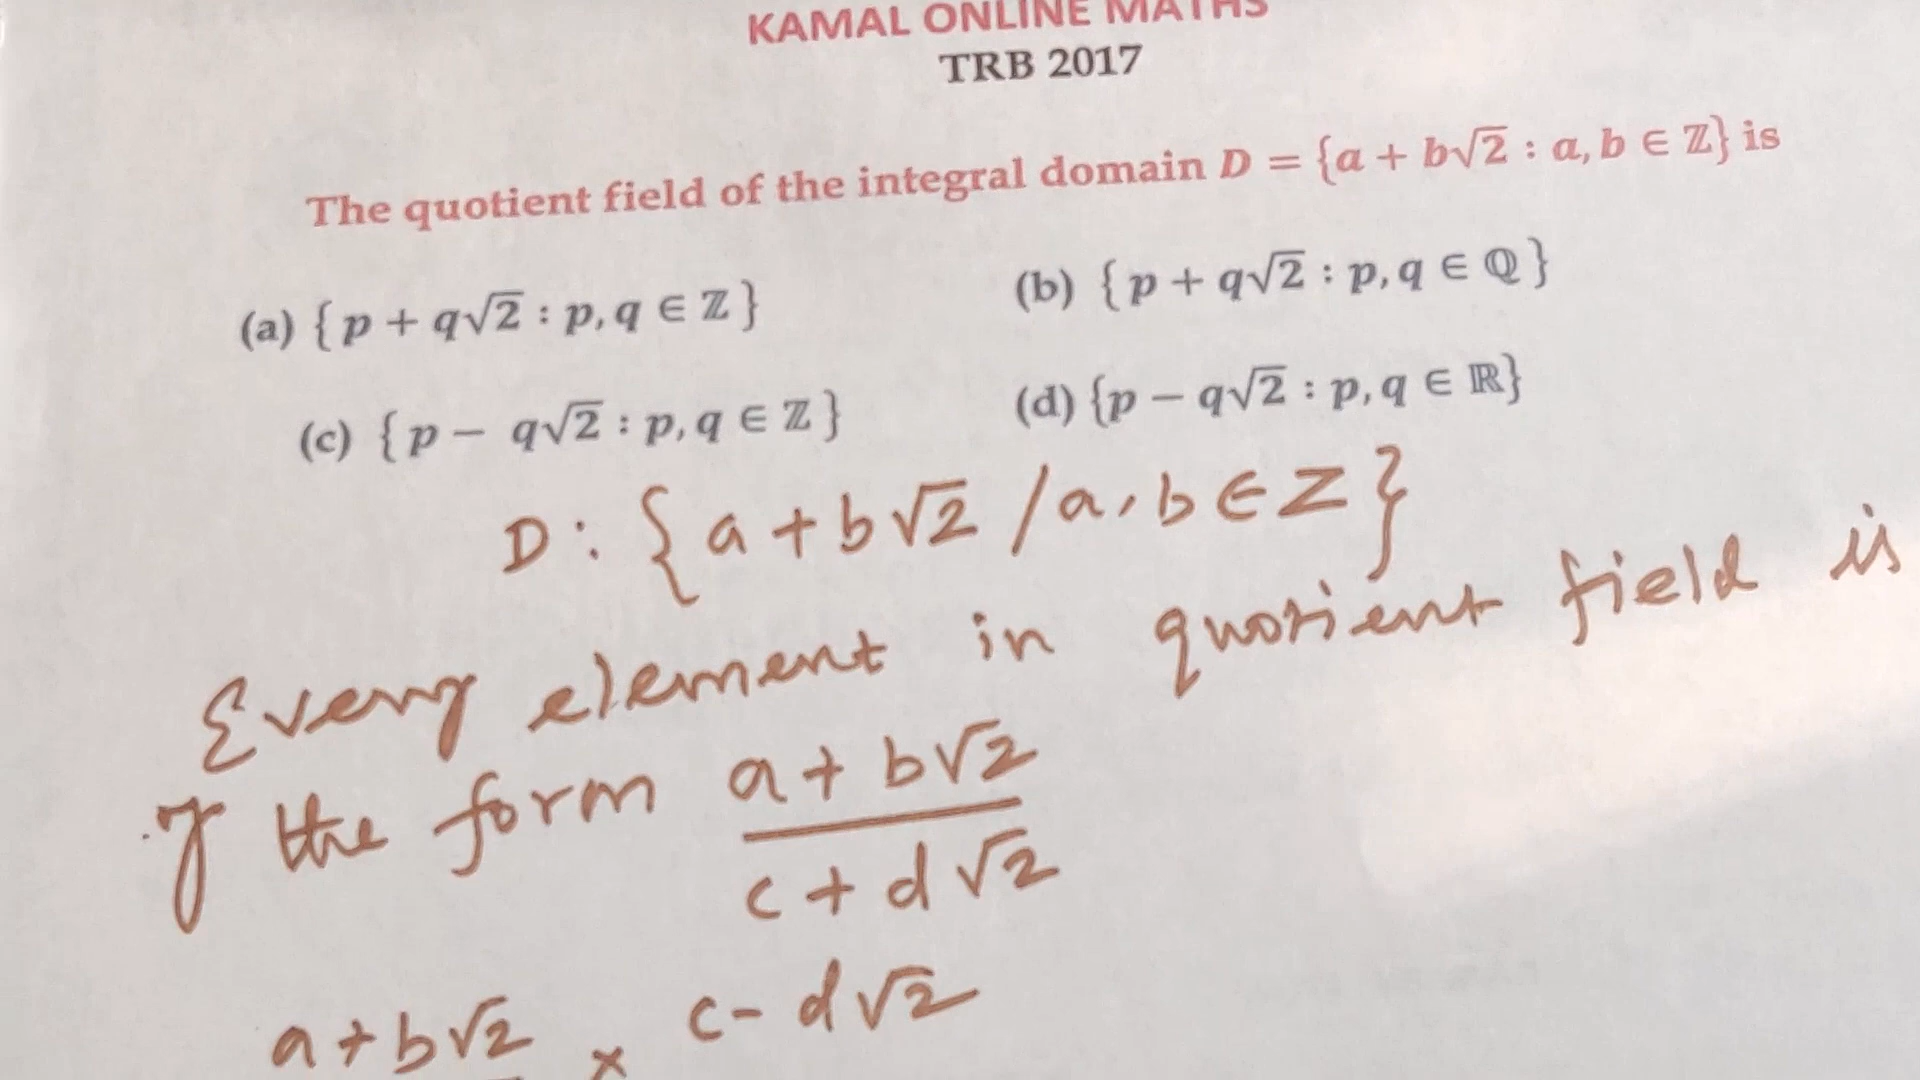 KAMAL ONLINE MATHS
TRB 2017
The quotient field of the integral domain D = {a + b√2 : a, b ∈ ℤ} is
(a) { p + q√2 : p, q ∈ ℤ }
(b) { p + q√2 : p, q ∈ ℚ }
(c) { p − q√2 : p, q ∈ ℤ }
(d) {p − q√2 : p, q ∈ ℝ}
D : { a + b√2 / a, b ∈ Z }
Every element in quotient field is
of the form a + b√2
c + d√2
a + b√2 × c - d√2